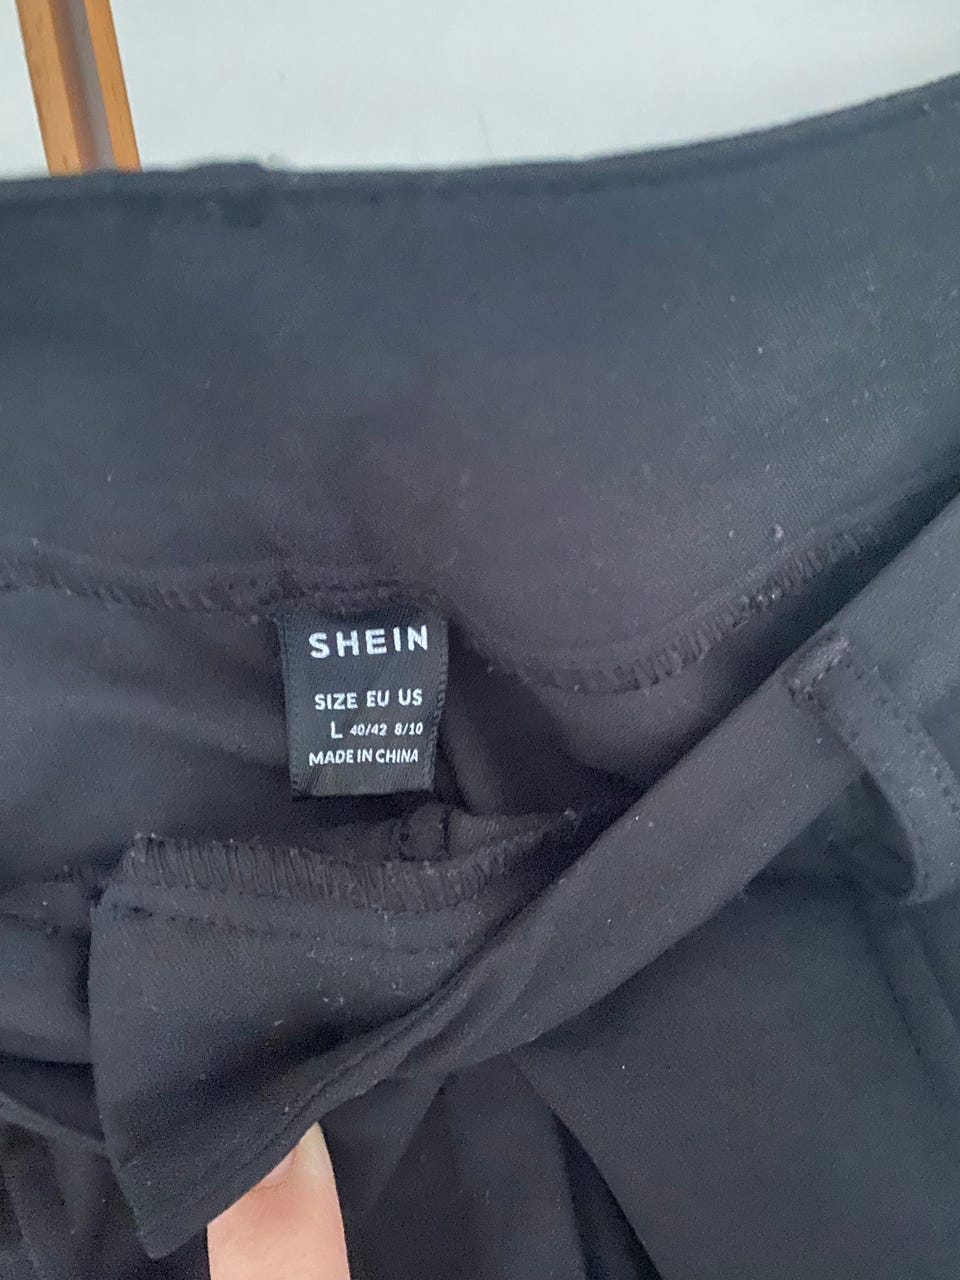 SHEIN
SIZE EU US
L 40/42 8/10
MADE IN CHINA